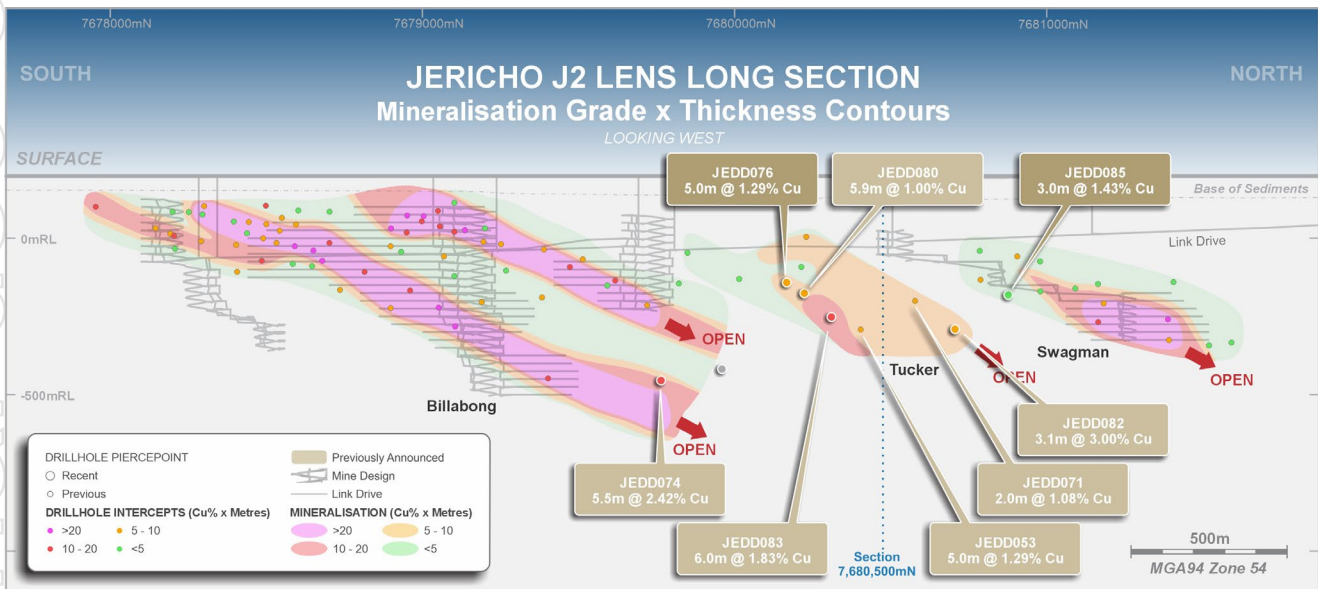 7678000mN
7679000mN
7680000mN
7681000mN
SOUTH
JERICHO J2 LENS LONG SECTION
NORTH
Mineralisation Grade x Thickness Contours
LOOKING WEST
SURFACE
JEDD076
5.0m @ 1.29% Cu
JEDD080
5.9m @ 1.00% Cu
JEDD085
3.0m @ 1.43% Cu
Base of Sediments
0mRL
Link Drive
OPEN
Swagman
Tucker
OPEN
OPEN
-500mRL
Billabong
OPEN
JEDD082
3.1m @ 3.00% Cu
JEDD074
5.5m @ 2.42% Cu
JEDD071
2.0m @ 1.08% Cu
JEDD083
6.0m @ 1.83% Cu
JEDD053
5.0m @ 1.29% Cu
Section
7,680,500mN
500m
MGA94 Zone 54
DRILLHOLE PIERCEPOINT
Recent
Previous
DRILLHOLE INTERCEPTS (Cu% x Metres)
>20
5 - 10
10 - 20
<5
Previously Announced
Mine Design
Link Drive
MINERALISATION (Cu% x Metres)
>20
5 - 10
10 - 20
<5